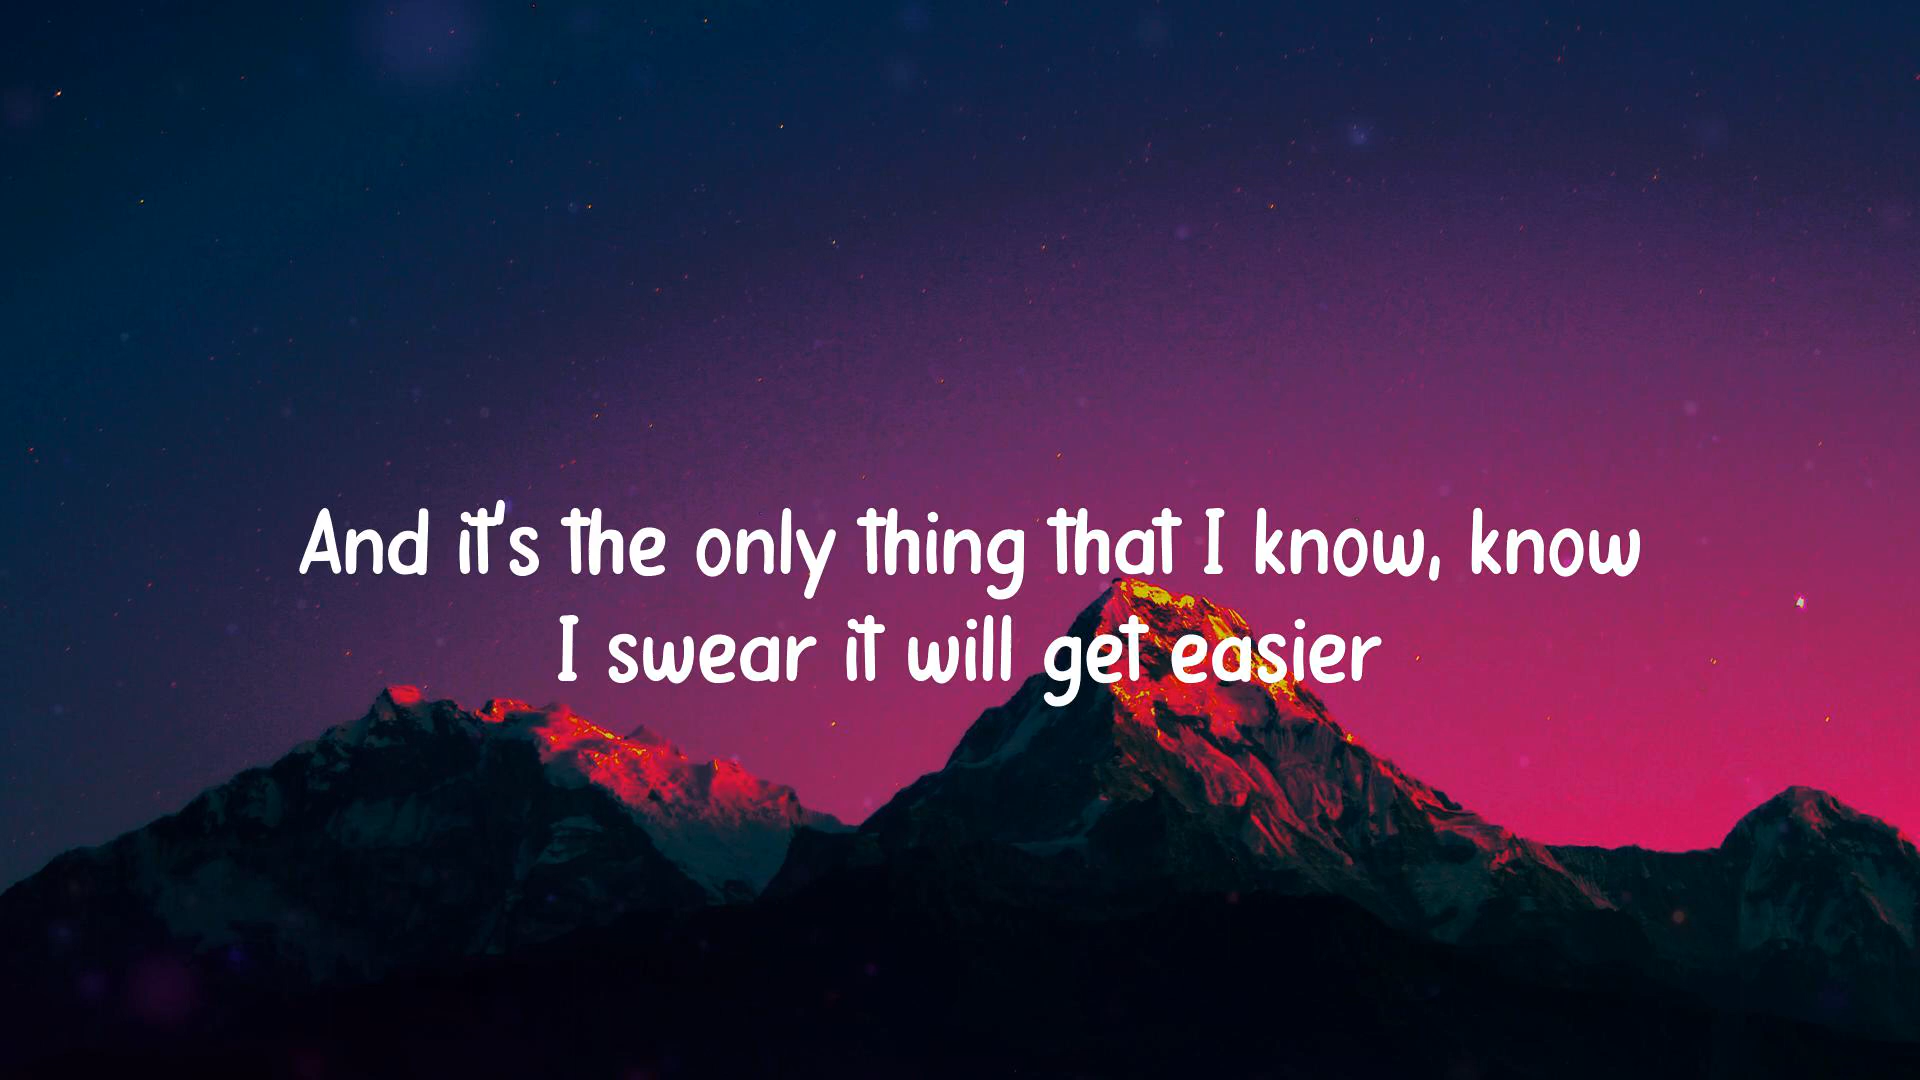 And it's the only thing that I know, know
I swear it will get easier